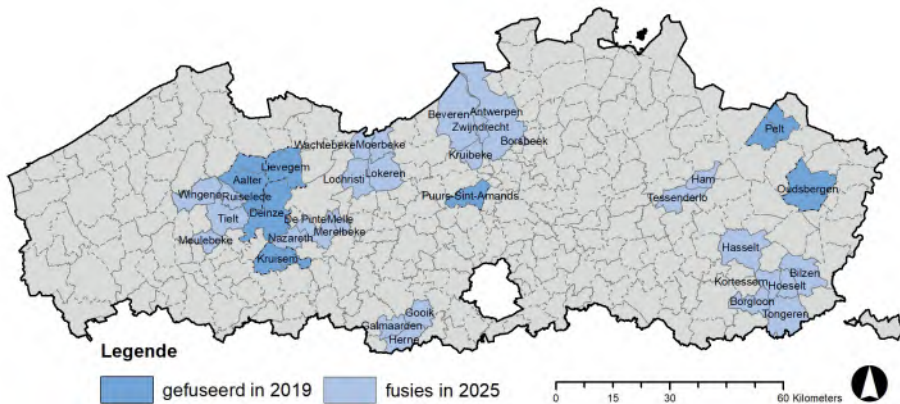 Antwerpen
Beveren
Zwijndrecht
Borsbeek
Kruibeke
Pelt
Wachtebeke Moerbeke
Lievegem
Lochristi
Lokeren
Aalter
Wingene
Ruiselede
Puurs-Sint-Amands
Ham
Tessenderlo
Oudsbergen
Tielt
Deinze
De Pinte Melle
Merelbeke
Meulebeke
Nazareth
Kruisem
Hasselt
Bilzen
Kortessem
Hoeselt
Borgloon
Tongeren
Gooik
Galmaarden
Herne
Legende
gefuseerd in 2019
fusies in 2025
0 15 30 60 Kilometers